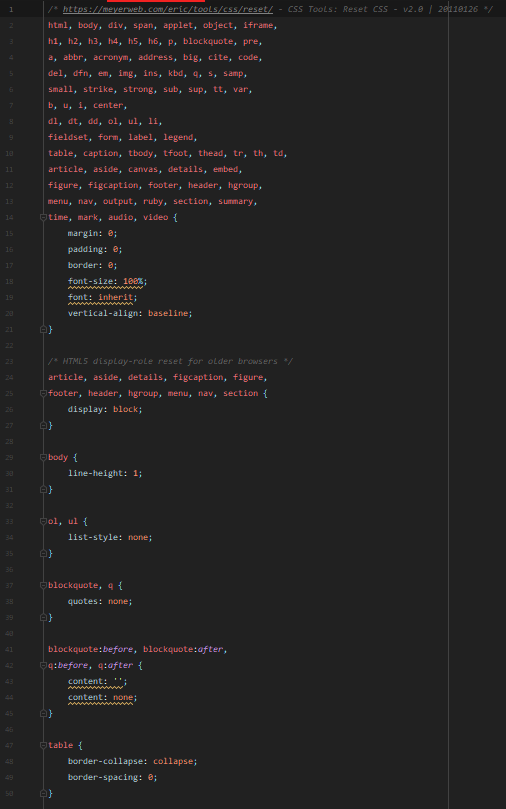 1 /* https://meyerweb.com/eric/tools/css/reset/ - CSS Tools: Reset CSS - v2.0 | 20110126 */
2 html, body, div, span, applet, object, iframe,
3 h1, h2, h3, h4, h5, h6, p, blockquote, pre,
4 a, abbr, acronym, address, big, cite, code,
5 del, dfn, em, img, ins, kbd, q, s, samp,
6 small, strike, strong, sub, sup, tt, var,
7 b, u, i, center,
8 dl, dt, dd, ol, ul, li,
9 fieldset, form, label, legend,
10 table, caption, tbody, tfoot, thead, tr, th, td,
11 article, aside, canvas, details, embed,
12 figure, figcaption, footer, header, hgroup,
13 menu, nav, output, ruby, section, summary,
14 time, mark, audio, video {
15 margin: 0;
16 padding: 0;
17 border: 0;
18 font-size: 100%;
19 font: inherit;
20 vertical-align: baseline;
21 }
22
23 /* HTML5 display-role reset for older browsers */
24 article, aside, details, figcaption, figure,
25 footer, header, hgroup, menu, nav, section {
26 display: block;
27 }
28
29 body {
30 line-height: 1;
31 }
32
33 ol, ul {
34 list-style: none;
35 }
36
37 blockquote, q {
38 quotes: none;
39 }
40
41 blockquote:before, blockquote:after,
42 q:before, q:after {
43 content: '';
44 content: none;
45 }
46
47 table {
48 border-collapse: collapse;
49 border-spacing: 0;
50 }